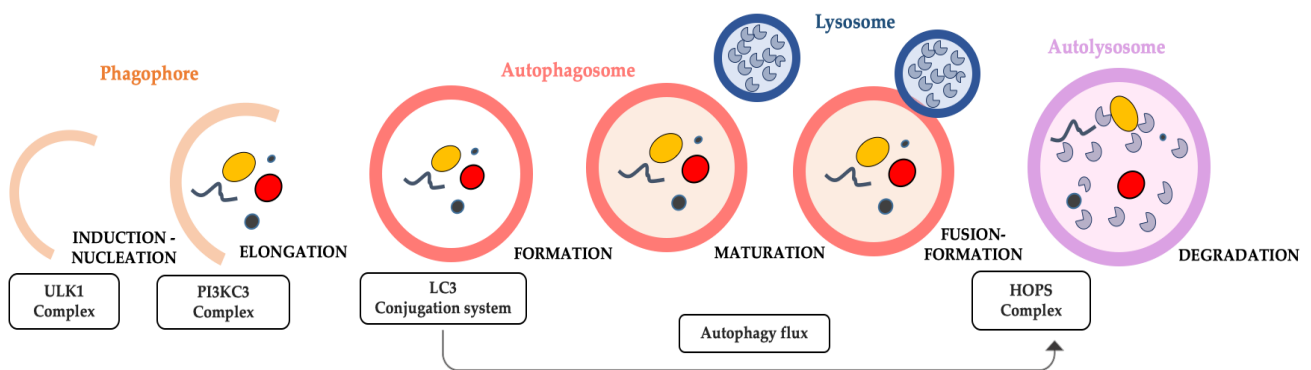 Phagophore
Autophagosome
Lysosome
Autolysosome
INDUCTION -
NUCLEATION
ELONGATION
FORMATION
MATURATION
FUSION-
FORMATION
DEGRADATION
ULK1
Complex
PI3KC3
Complex
LC3
Conjugation system
Autophagy flux
HOPS
Complex